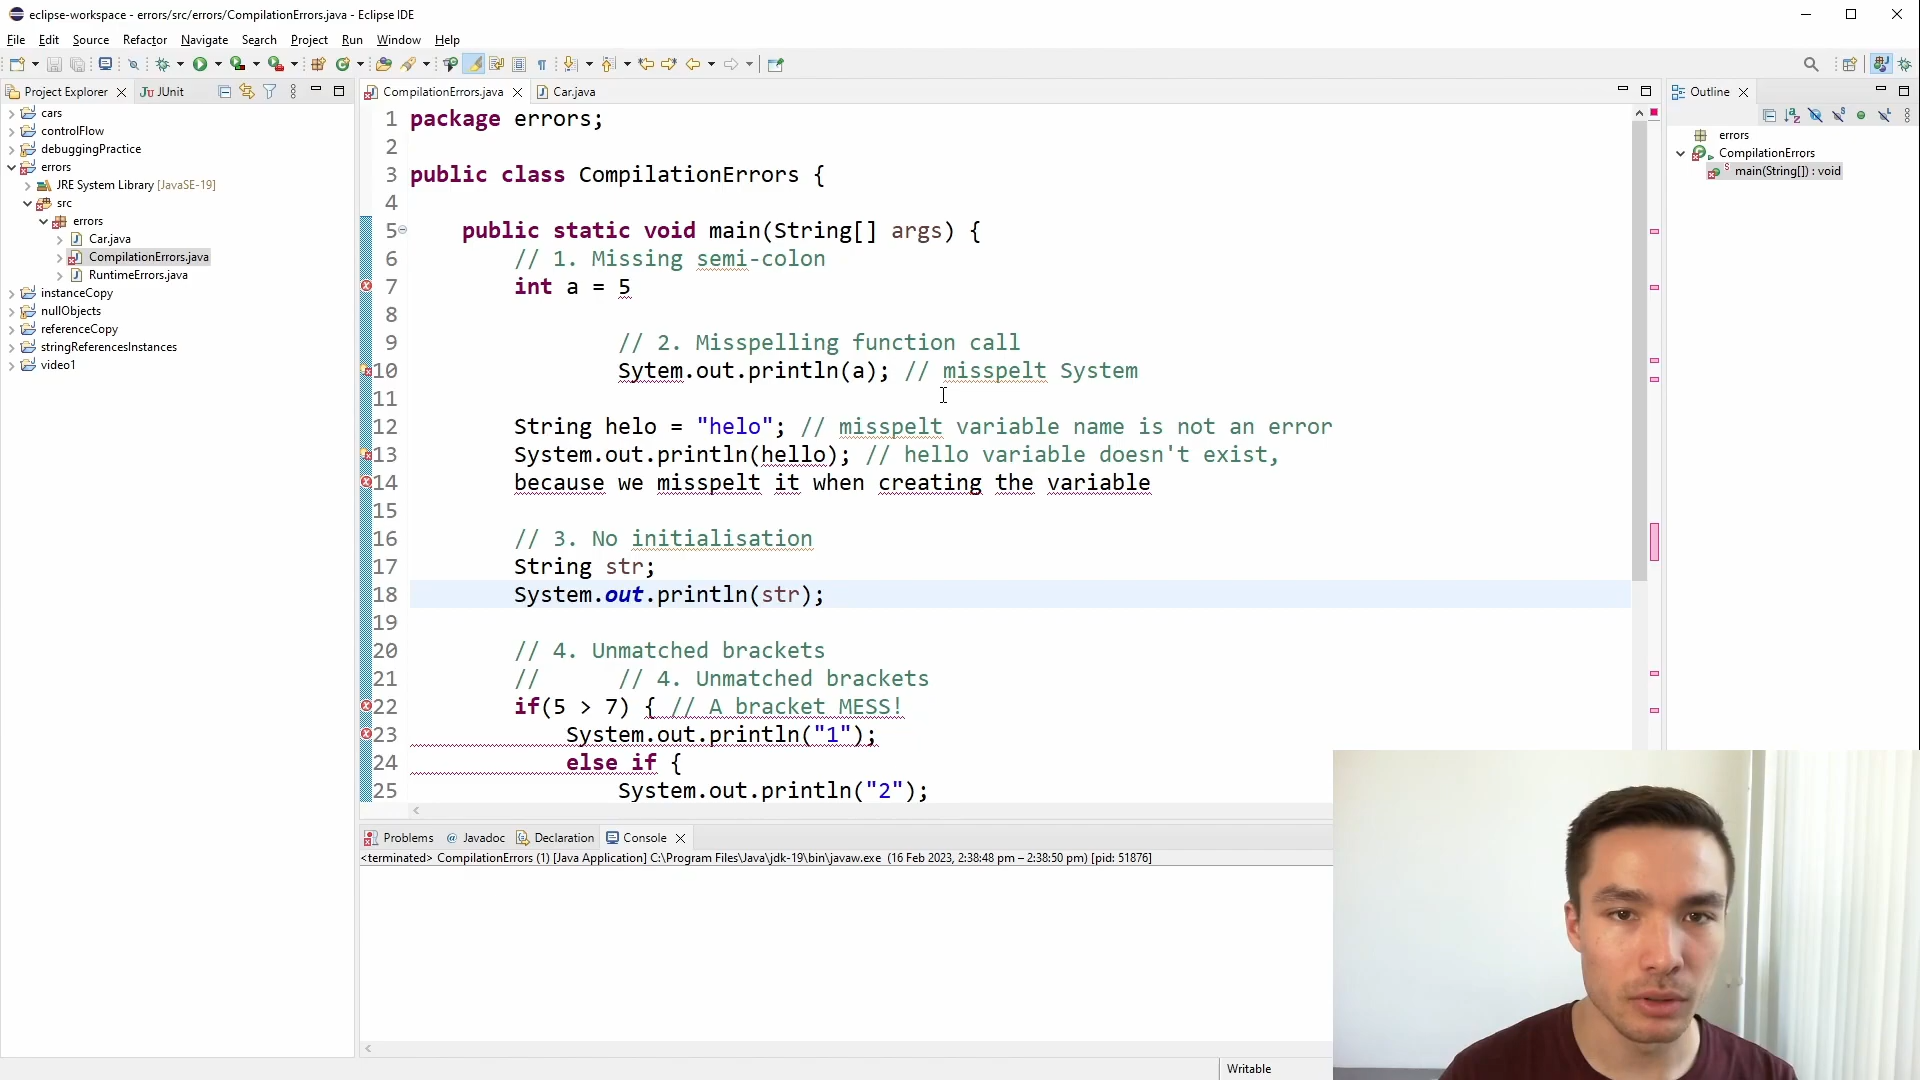 eclipse-workspace - errors/src/errors/CompilationErrors.java - Eclipse IDE
File Edit Source Refactor Navigate Search Project Run Window Help
Project Explorer
JUnit
CompilationErrors.java
Car.java
Outline
cars
controlFlow
debuggingPractice
errors
JRE System Library [JavaSE-19]
src
errors
Car.java
CompilationErrors.java
RuntimeErrors.java
instanceCopy
nullObjects
referenceCopy
stringReferencesInstances
video1
1 package errors;
2
3 public class CompilationErrors {
4
5 public static void main(String[] args) {
6 // 1. Missing semi-colon
7 int a = 5
8
9 // 2. Misspelling function call
10 Sytem.out.println(a); // misspelt System
11
12 String helo = "helo"; // misspelt variable name is not an error
13 System.out.println(hello); // hello variable doesn't exist,
14 because we misspelt it when creating the variable
15
16 // 3. No initialisation
17 String str;
18 System.out.println(str);
19
20 // 4. Unmatched brackets
21 // // 4. Unmatched brackets
22 if(5 > 7) { // A bracket MESS!
23 System.out.println("1");
24 else if {
25 System.out.println("2");
errors
CompilationErrors
main(String[]) : void
Problems
Javadoc
Declaration
Console
<terminated> CompilationErrors (1) [Java Application] C:\Program Files\Java\jdk-19\bin\javaw.exe (16 Feb 2023, 2:38:48 pm – 2:38:50 pm) [pid: 51876]
Writable